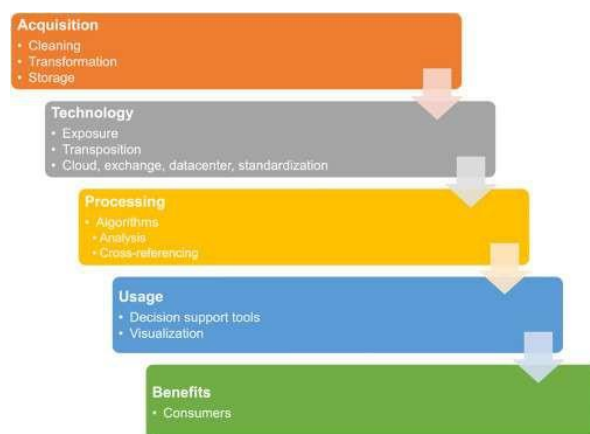 Acquisition
• Cleaning
• Transformation
• Storage
Technology
• Exposure
• Transposition
• Cloud, exchange, datacenter, standardization
Processing
• Algorithms
• Analysis
• Cross-referencing
Usage
• Decision support tools
• Visualization
Benefits
• Consumers